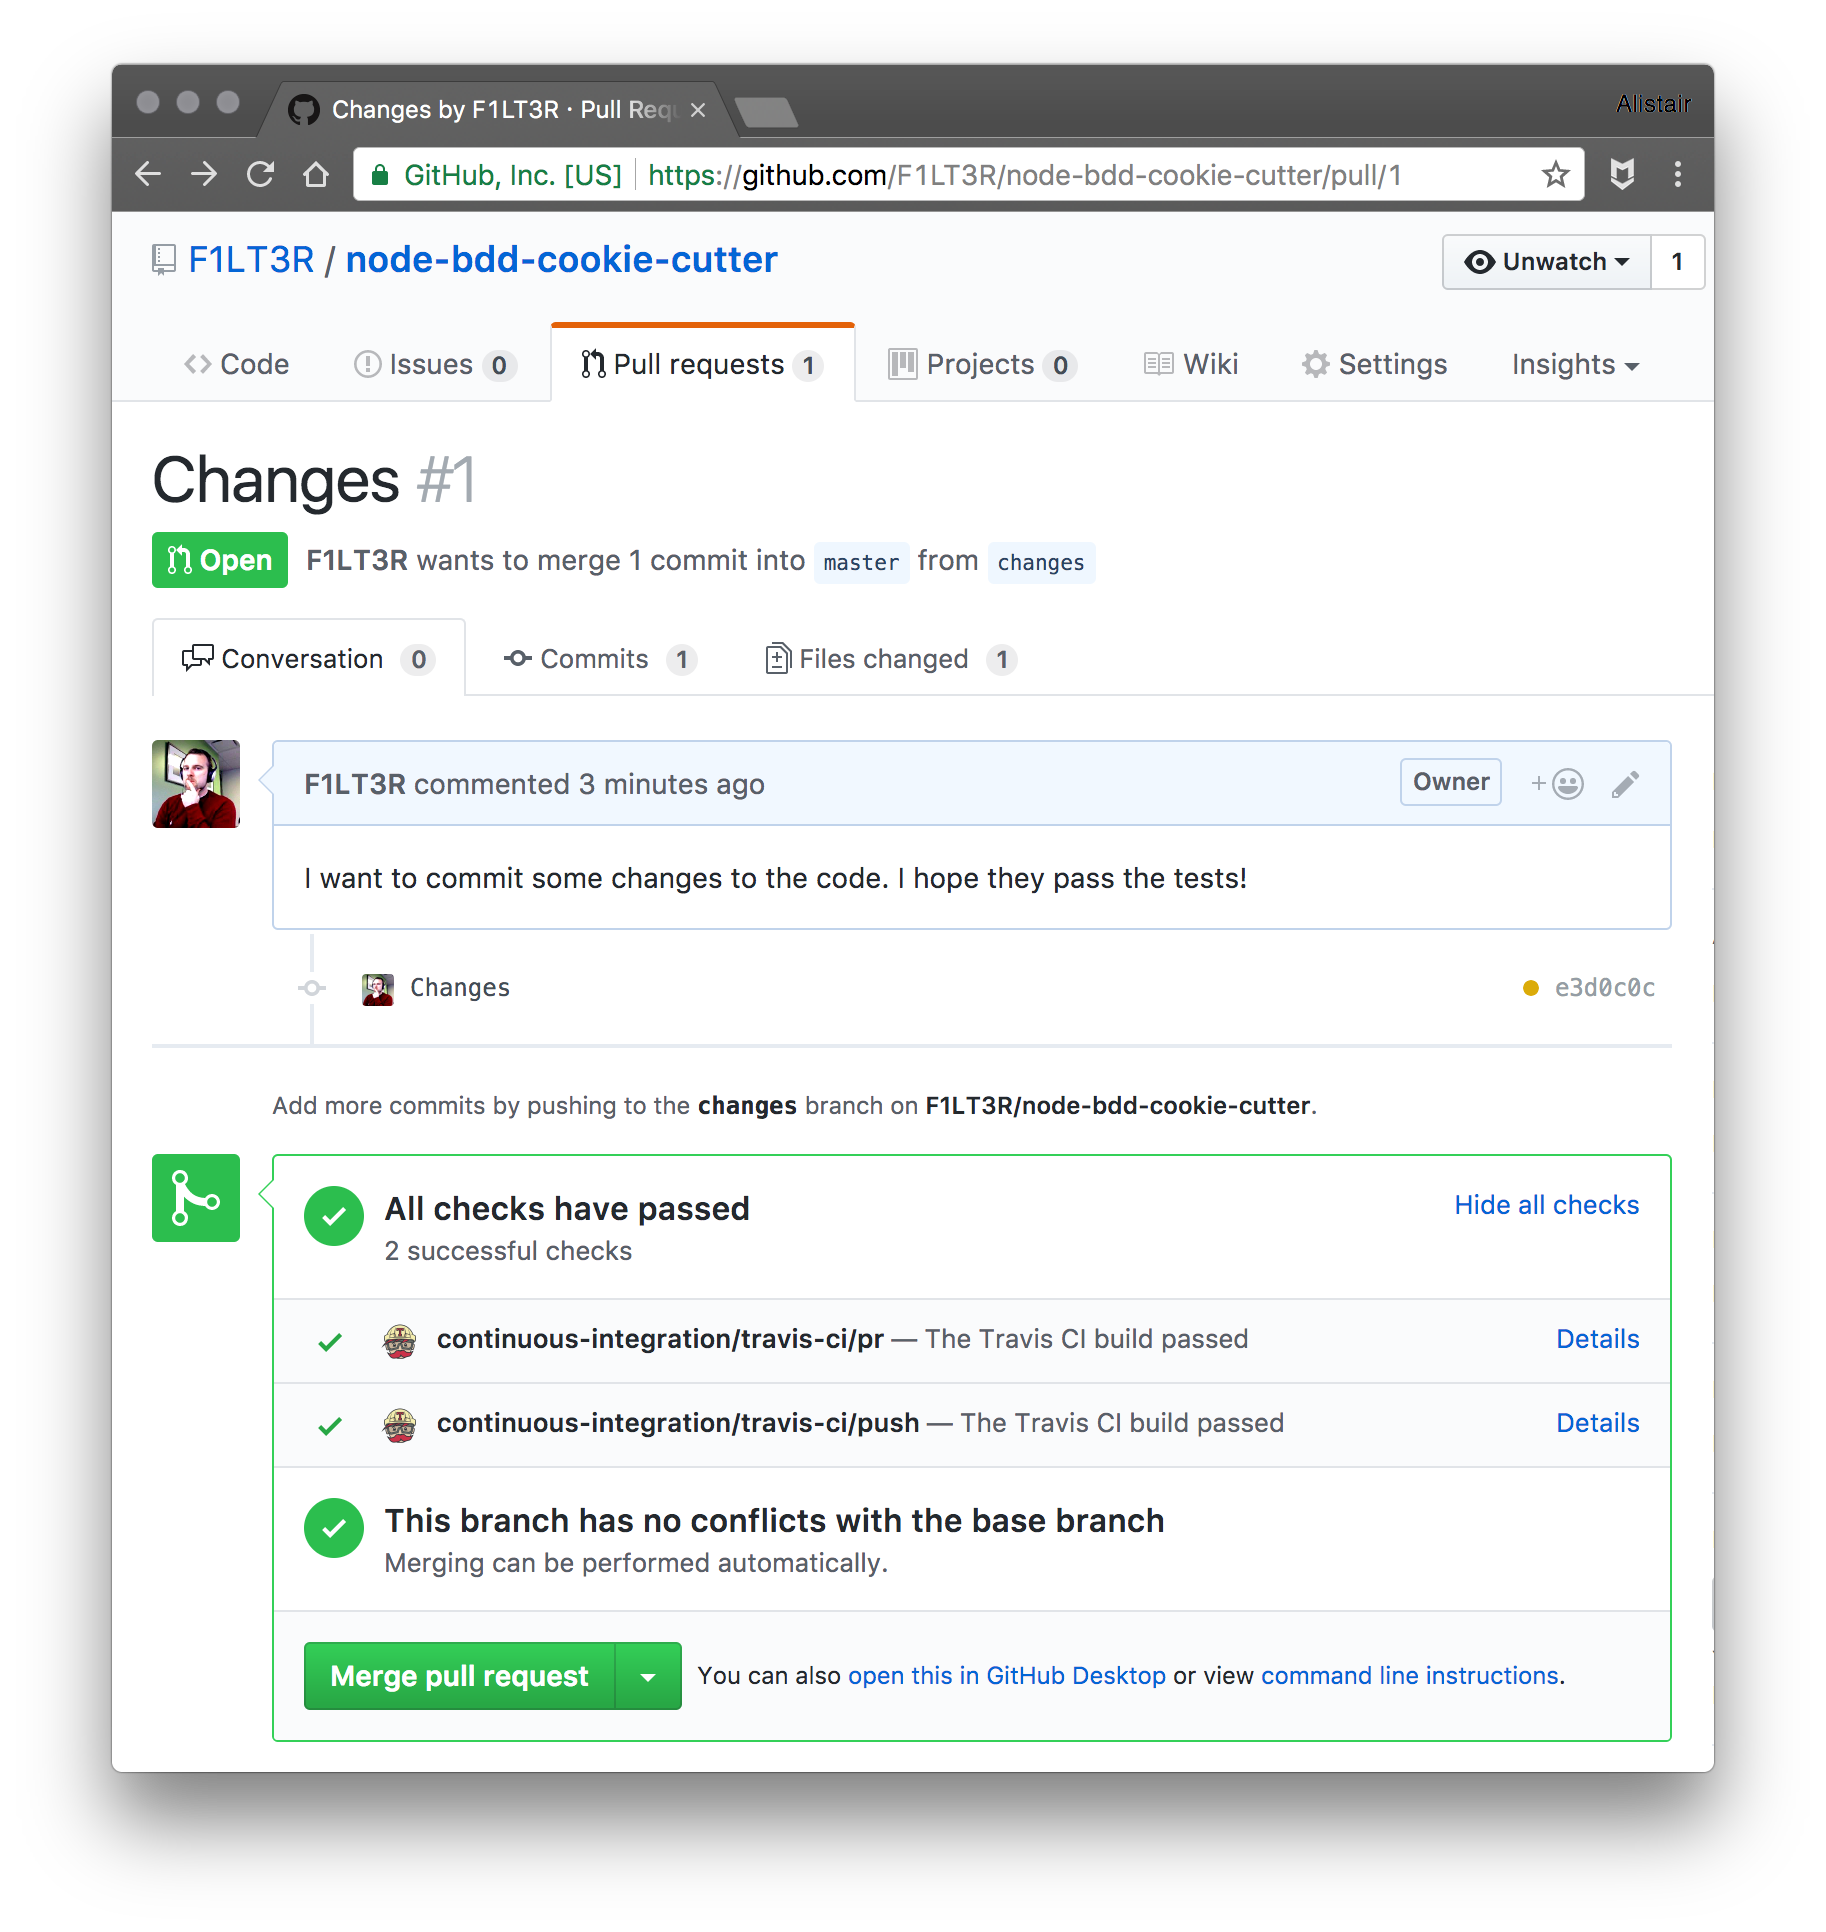 Changes by F1LT3R · Pull Req
Alistair
GitHub, Inc. [US] https://github.com/F1LT3R/node-bdd-cookie-cutter/pull/1
F1LT3R / node-bdd-cookie-cutter
Unwatch 1
Code Issues 0 Pull requests 1 Projects 0 Wiki Settings Insights
Changes #1
Open F1LT3R wants to merge 1 commit into master from changes
Conversation 0 Commits 1 Files changed 1
F1LT3R commented 3 minutes ago Owner
I want to commit some changes to the code. I hope they pass the tests!
Changes e3d0c0c
Add more commits by pushing to the changes branch on F1LT3R/node-bdd-cookie-cutter.
All checks have passed Hide all checks
2 successful checks
continuous-integration/travis-ci/pr — The Travis CI build passed Details
continuous-integration/travis-ci/push — The Travis CI build passed Details
This branch has no conflicts with the base branch
Merging can be performed automatically.
Merge pull request You can also open this in GitHub Desktop or view command line instructions.